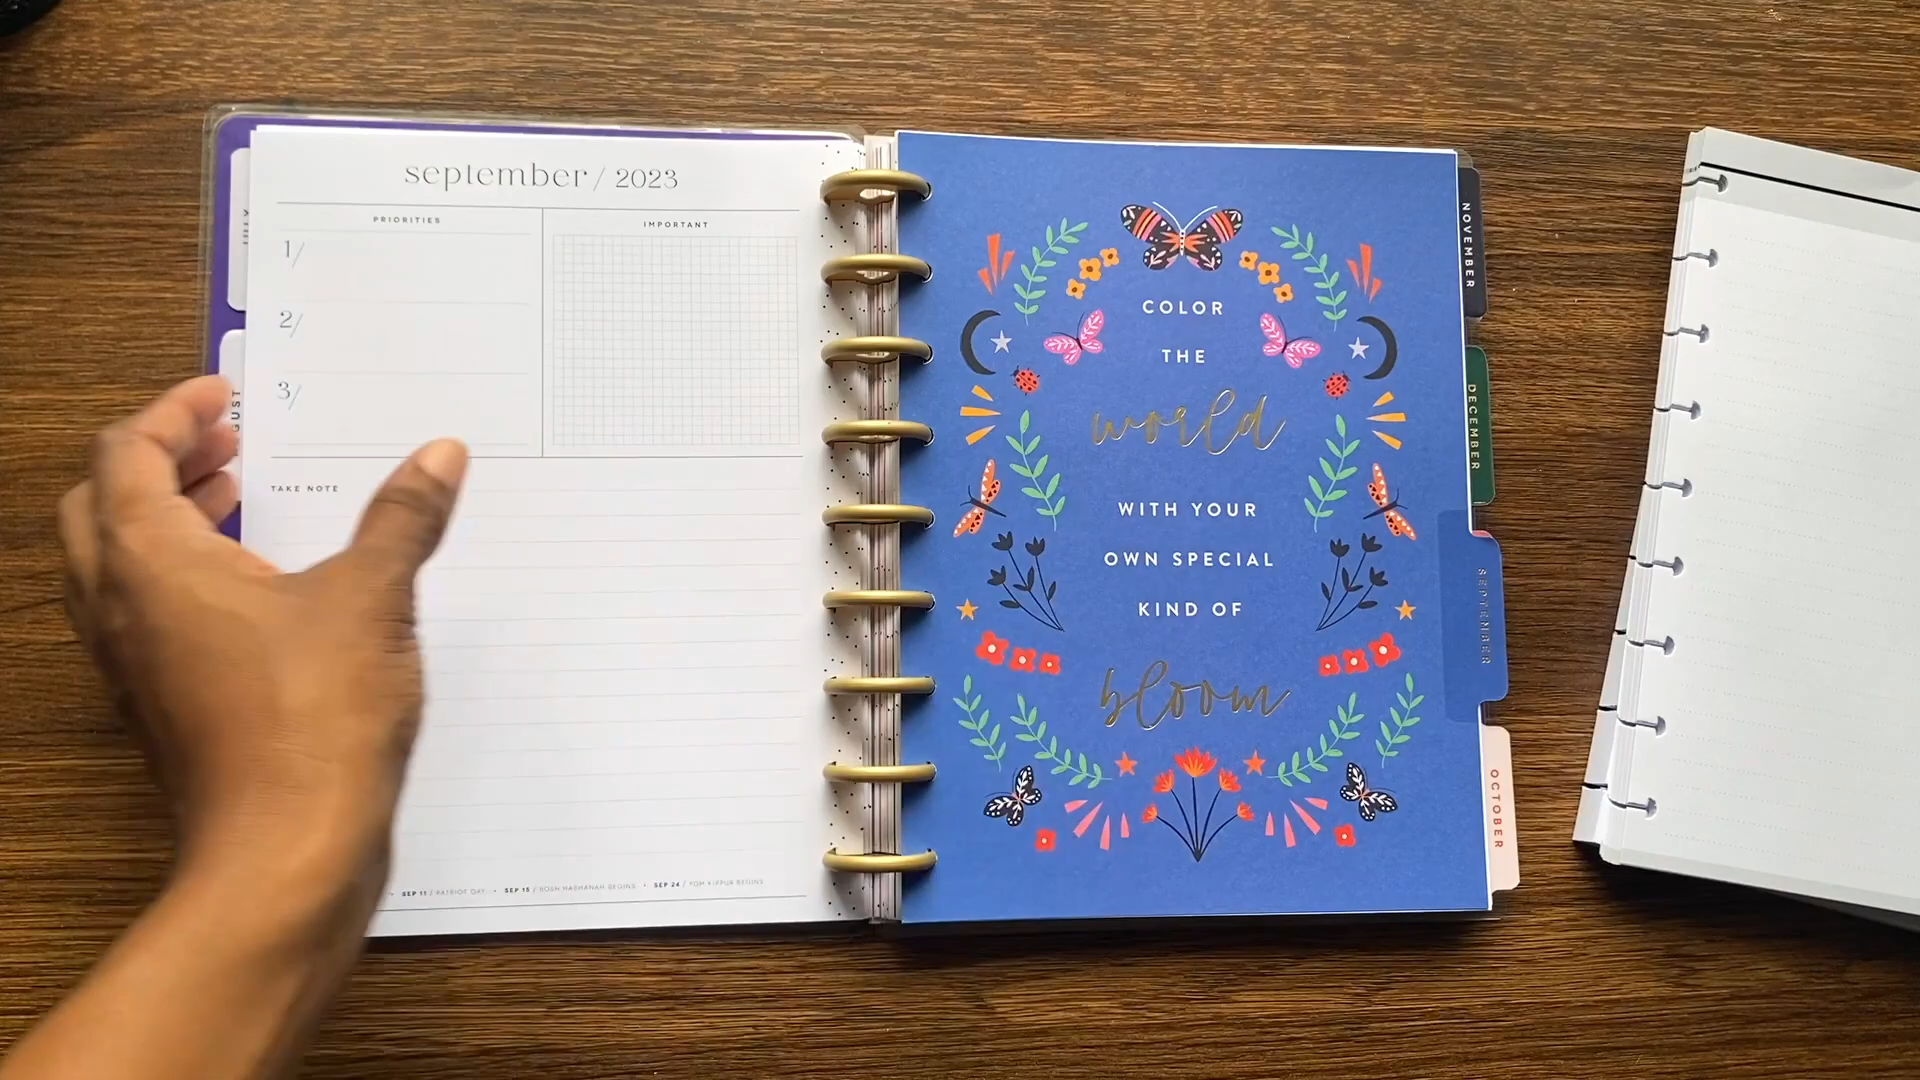 september / 2023
PRIORITIES
IMPORTANT
1/
2/
3/
TAKE NOTE
• SEP 11 / PATRIOT DAY • SEP 15 / ROSH HASHANAH BEGINS • SEP 24 / YOM KIPPUR BEGINS
COLOR
THE
world
WITH YOUR
OWN SPECIAL
KIND OF
bloom
NOVEMBER
DECEMBER
SEPTEMBER
OCTOBER